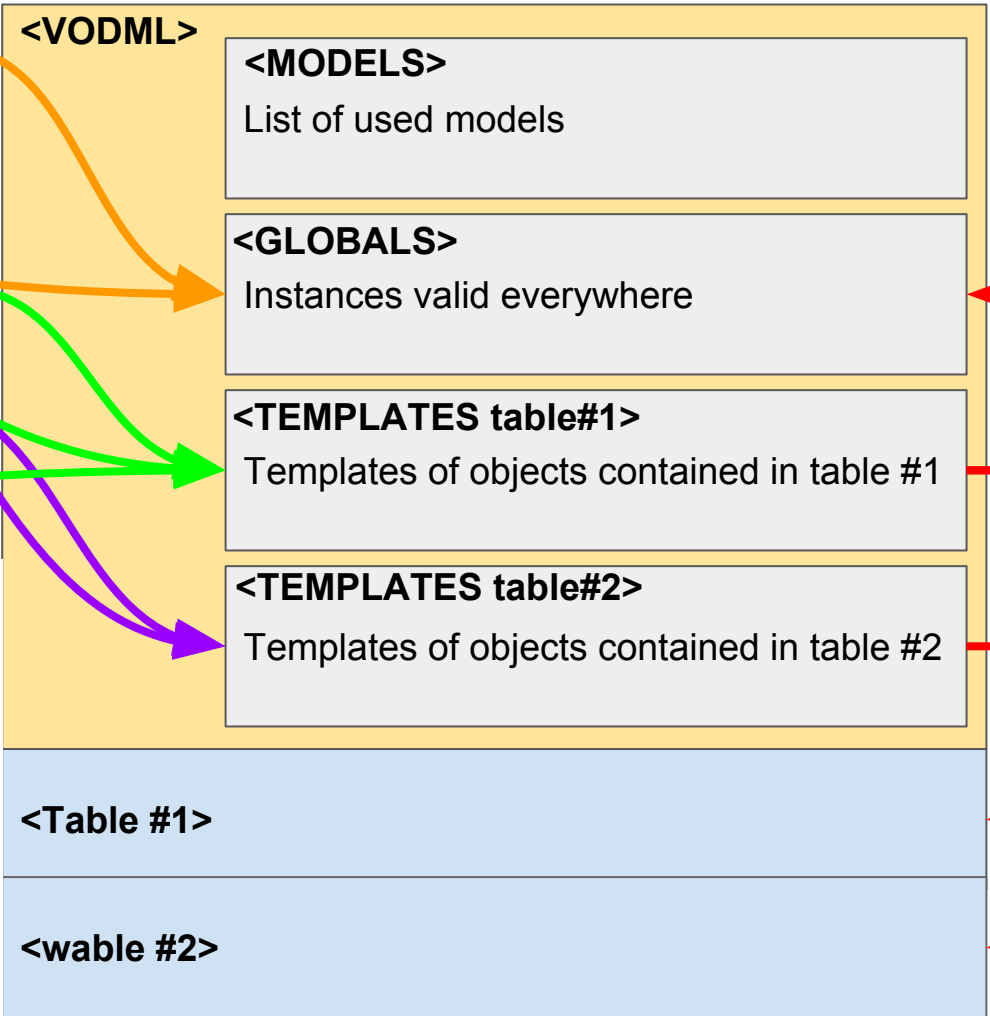 <VODML>
<MODELS>
List of used models
<GLOBALS>
Instances valid everywhere
<TEMPLATES table#1>
Templates of objects contained in table #1
<TEMPLATES table#2>
Templates of objects contained in table #2
<Table #1>
<wable #2>